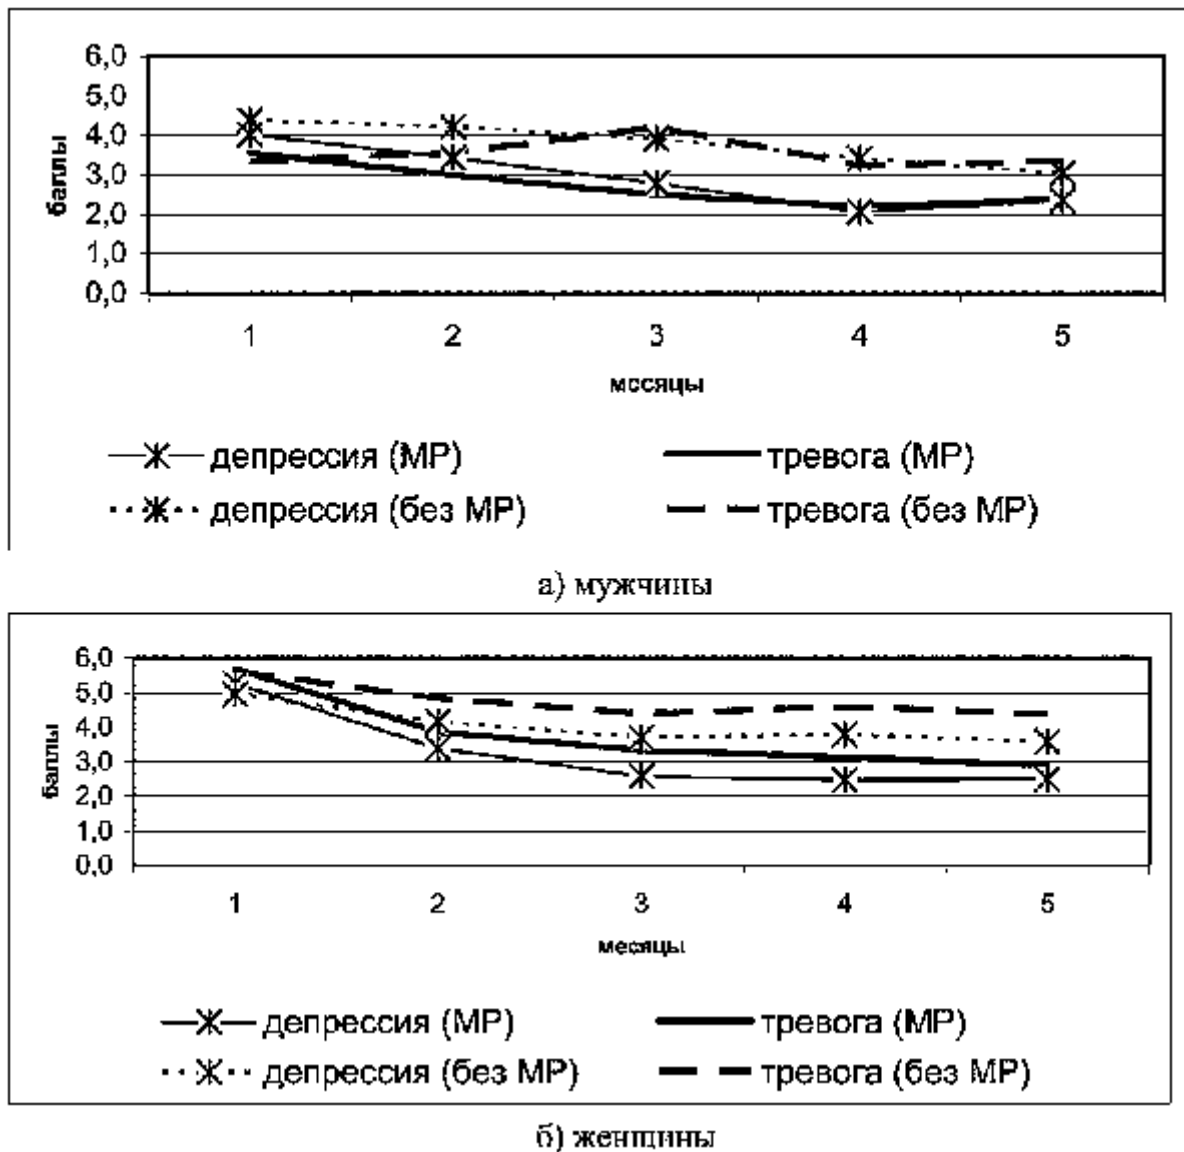 6,0
5,0
4,0
3,0
2,0
1,0
0,0
баллы
1 2 3 4 5
мссяцы
депрессия (МР) тревога (МР)
депрессия (без МР) тревога (без МР)
а) мужчины
6,0
5,0
4,0
3,0
2,0
1,0
0,0
баллы
1 2 3 4 5
месяцы
депрессия (МР) тревога (МР)
депрессия (без МР) тревога (без МР)
б) женщины